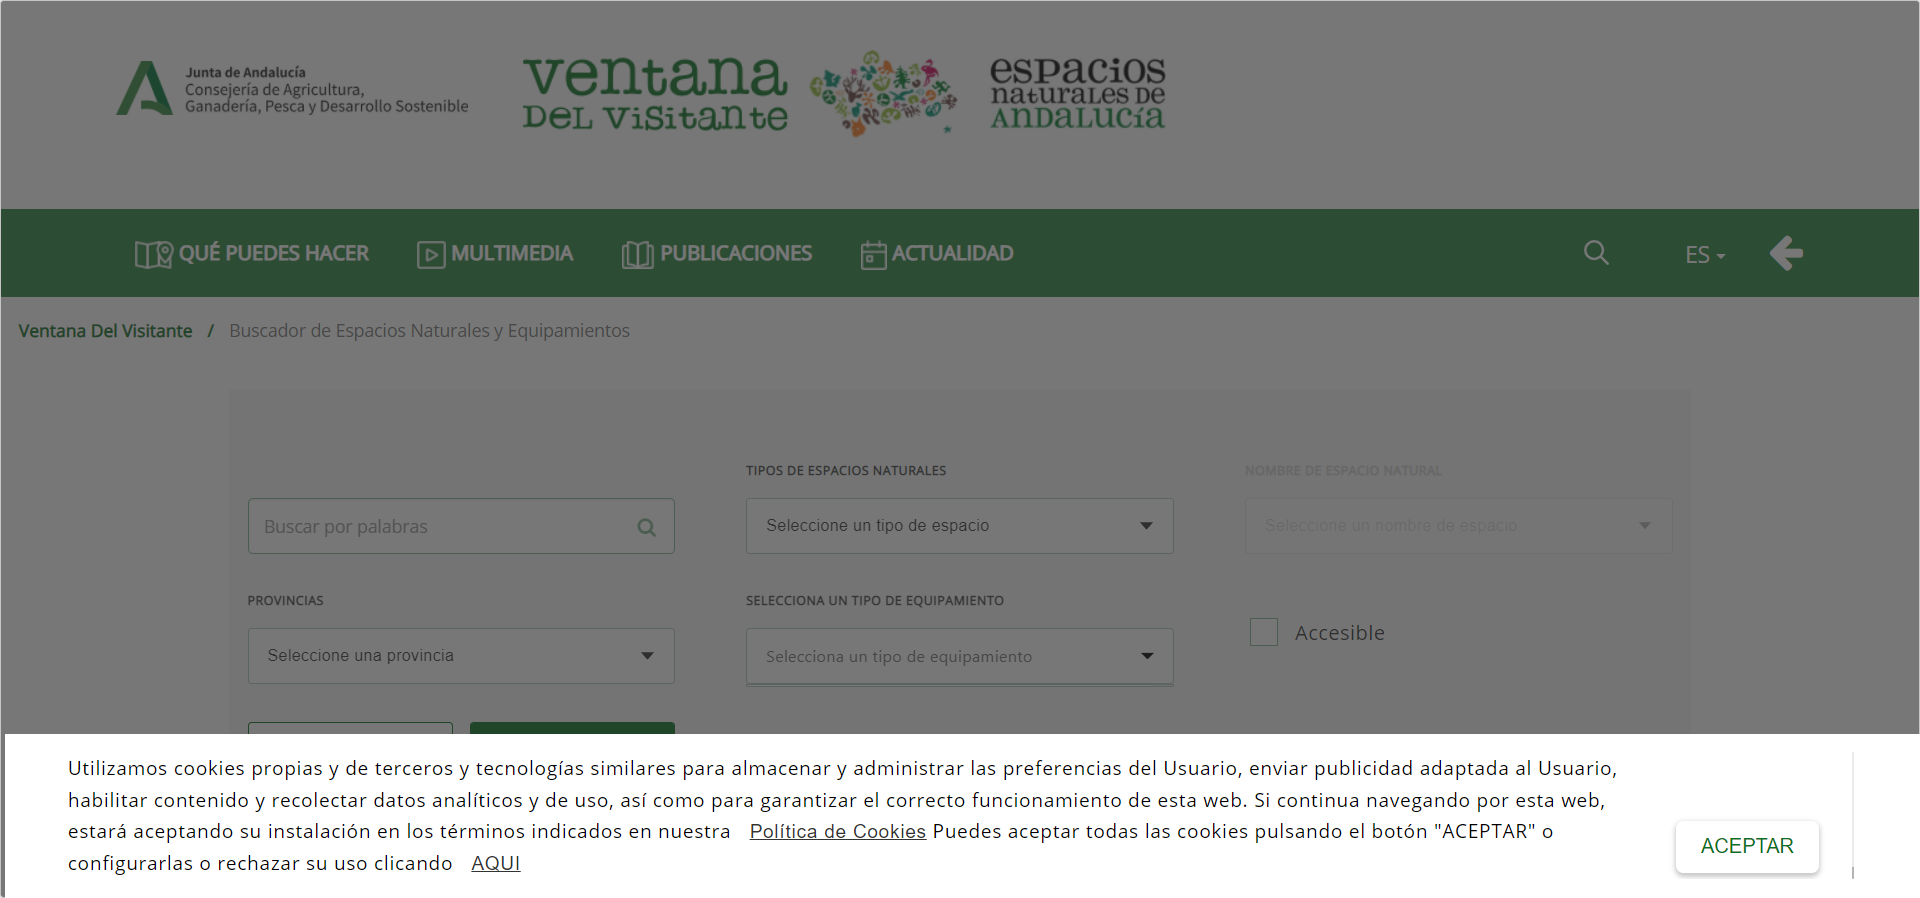 Junta de Andalucía
Consejería de Agricultura,
Ganadería, Pesca y Desarrollo Sostenible
ventana
DEL VISITANTE
espacios
NATURALES DE
ANDALUCÍA
QUÉ PUEDES HACER
MULTIMEDIA
PUBLICACIONES
ACTUALIDAD
ES
Ventana Del Visitante / Buscador de Espacios Naturales y Equipamientos
TIPOS DE ESPACIOS NATURALES
NOMBRE DE ESPACIO NATURAL
Buscar por palabras
Seleccione un tipo de espacio
Seleccione un nombre de espacio
PROVINCIAS
SELECCIONA UN TIPO DE EQUIPAMIENTO
Seleccione una provincia
Selecciona un tipo de equipamiento
Accesible
Utilizamos cookies propias y de terceros y tecnologías similares para almacenar y administrar las preferencias del Usuario, enviar publicidad adaptada al Usuario,
habilitar contenido y recolectar datos analíticos y de uso, así como para garantizar el correcto funcionamiento de esta web. Si continua navegando por esta web,
estará aceptando su instalación en los términos indicados en nuestra Política de Cookies Puedes aceptar todas las cookies pulsando el botón "ACEPTAR" o
configurarlas o rechazar su uso clicando AQUI
ACEPTAR